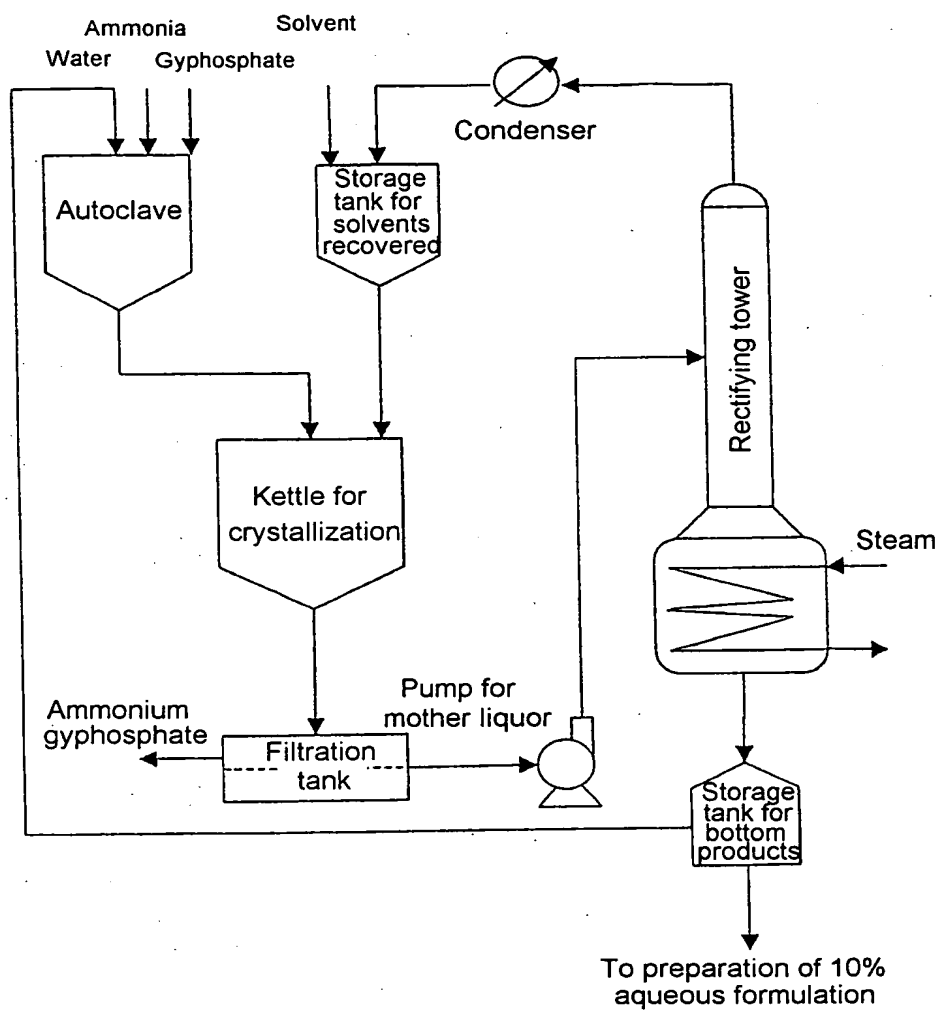 Ammonia
Solvent
Water
Gyphosphate
Condenser
Autoclave
Storage
tank for
solvents
recovered
Rectifying tower
Kettle for
crystallization
Steam
Ammonium
gyphosphate
Filtration
tank
Pump for
mother liquor
Storage
tank for
bottom
products
To preparation of 10%
aqueous formulation